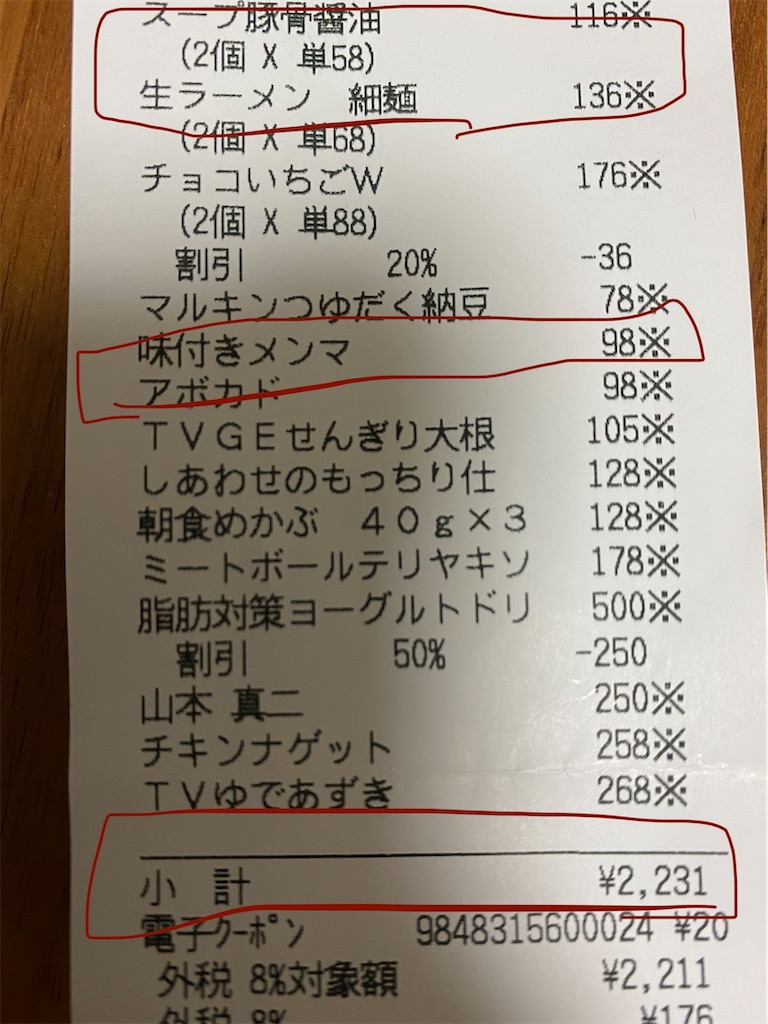 スープ豚骨醤油 116※
(2個 X 単58)
生ラーメン 細麺 136※
(2個 X 単68)
チョコいちごW 176※
(2個 X 単88)
割引 20% -36
マルキンつゆだく納豆 78※
味付きメンマ 98※
アボカド 98※
TVGEせんぎり大根 105※
しあわせのもっちり仕 128※
朝食めかぶ 40g×3 128※
ミートボールテリヤキソ 178※
脂肪対策ヨーグルトドリ 500※
割引 50% -250
山本 真二 250※
チキンナゲット 258※
TVゆであずき 268※
小 計 ¥2,231
電子クーポン 9848315600024 ¥20
外税 8%対象額 ¥2,211
外税 8% ¥176